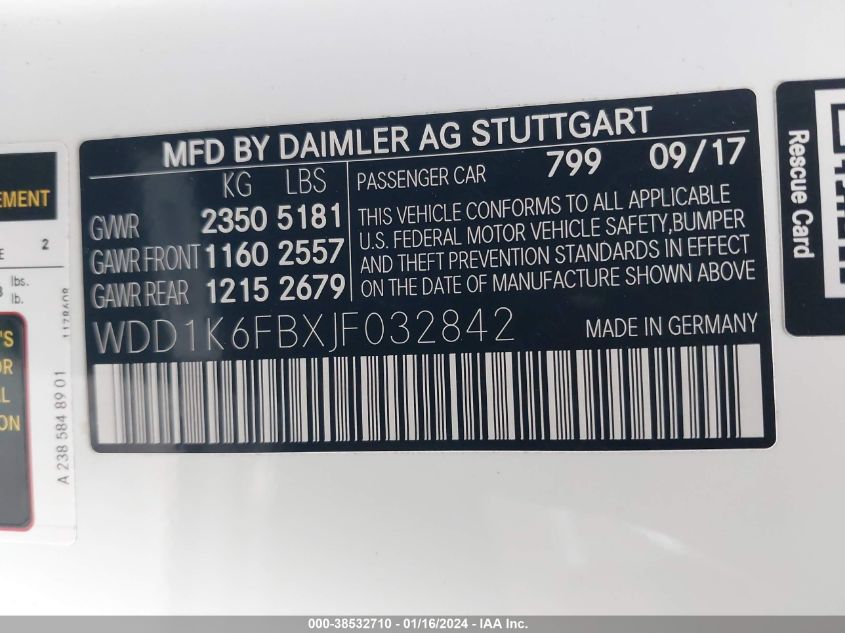 MFD BY DAIMLER AG STUTTGART
KG LBS
GVWR 2350 5181
GAWR FRONT 1160 2557
GAWR REAR 1215 2679
PASSENGER CAR 799 09/17
THIS VEHICLE CONFORMS TO ALL APPLICABLE
U.S. FEDERAL MOTOR VEHICLE SAFETY,BUMPER
AND THEFT PREVENTION STANDARDS IN EFFECT
ON THE DATE OF MANUFACTURE SHOWN ABOVE
WDD1K6FBXJF032842 MADE IN GERMANY
Rescue Card
2
lbs.
lb.
A 238 584 89 01
000-38532710 - 01/16/2024 - IAA Inc.